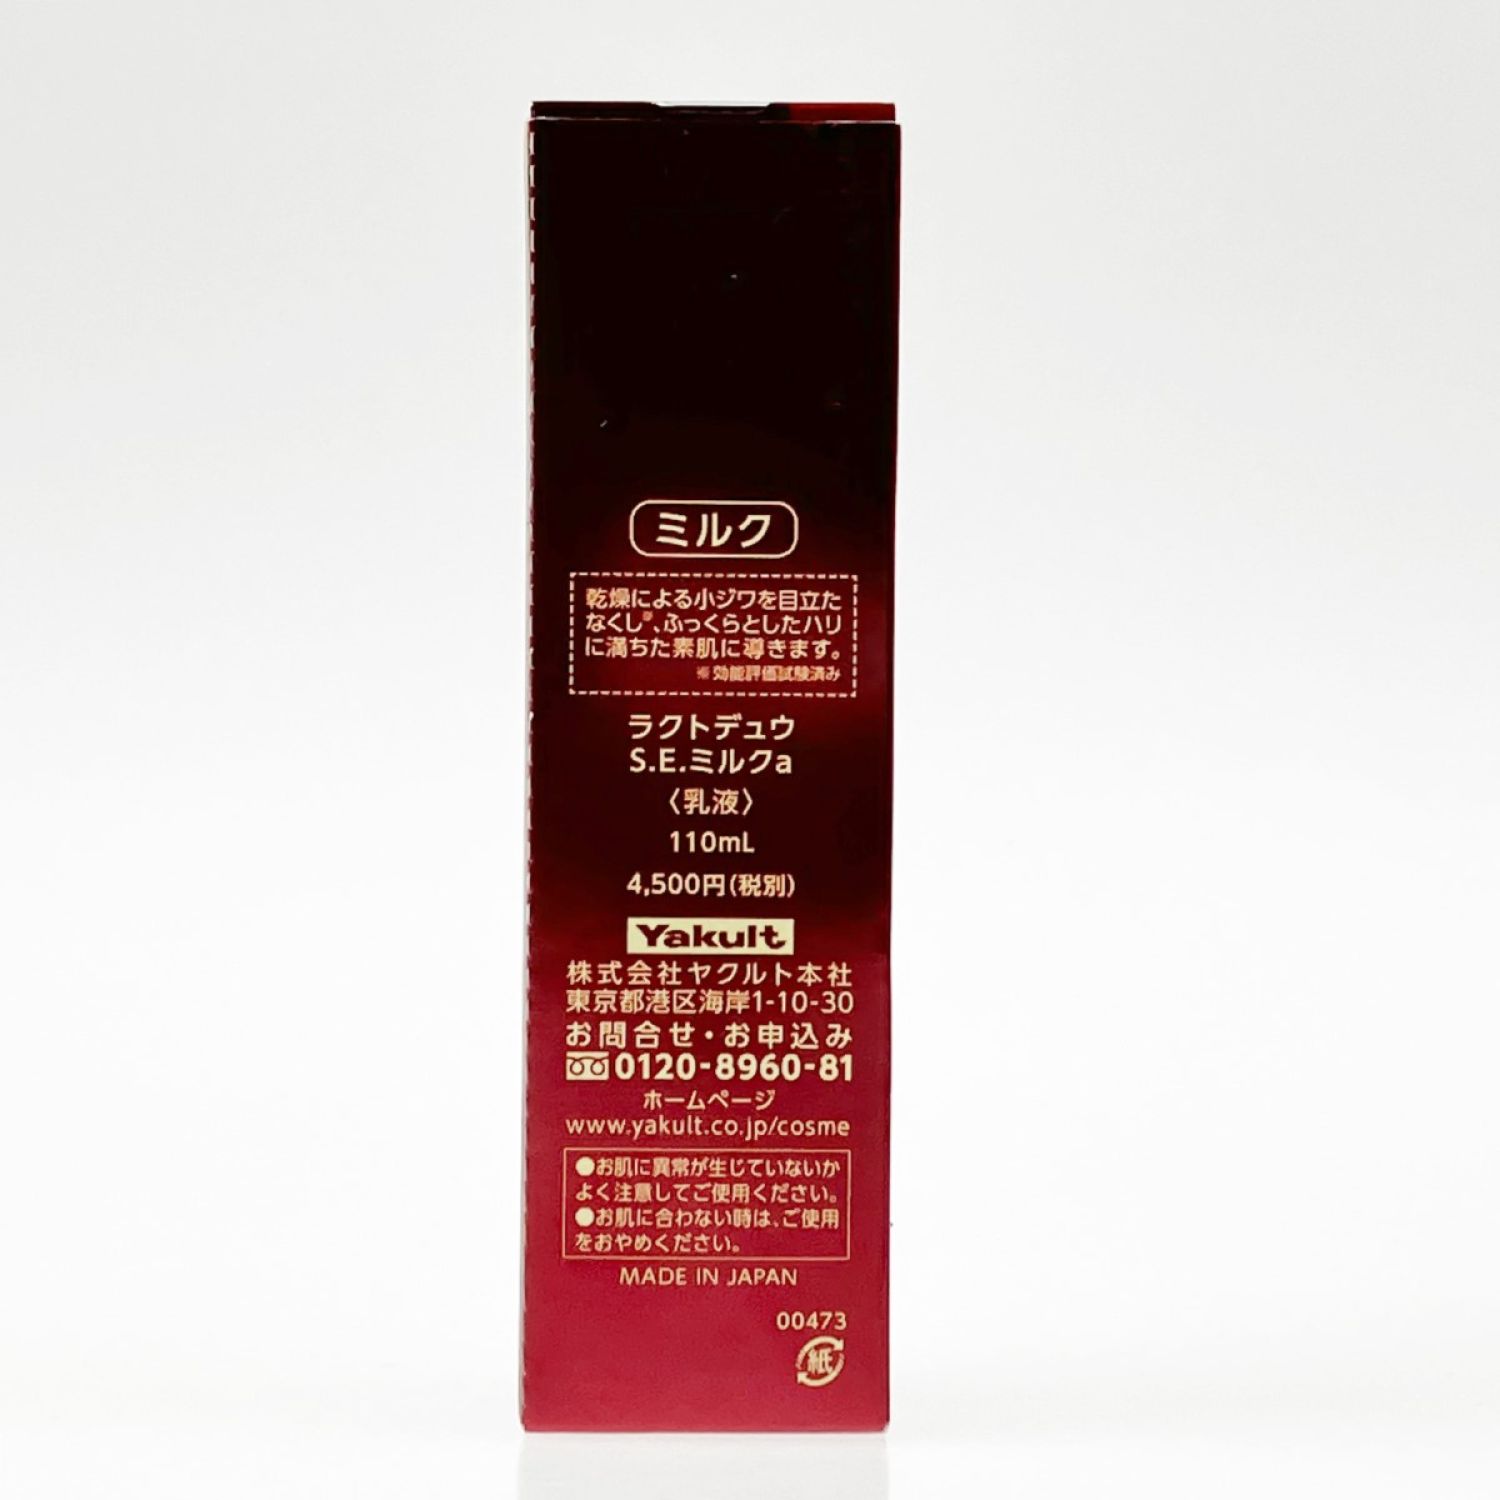 ミルク
乾燥による小ジワを目立た
なくし※、ふっくらとしたハリ
に満ちた素肌に導きます。
※効能評価試験済み
ラクトデュウ
S.E.ミルクa
〈乳液〉
110mL
4,500円(税別)
Yakult
株式会社ヤクルト本社
東京都港区海岸1-10-30
お問合せ・お申込み
0120-8960-81
ホームページ
www.yakult.co.jp/cosme
●お肌に異常が生じていないか
よく注意してご使用ください。
●お肌に合わない時は、ご使用
をおやめください。
MADE IN JAPAN
00473
紙